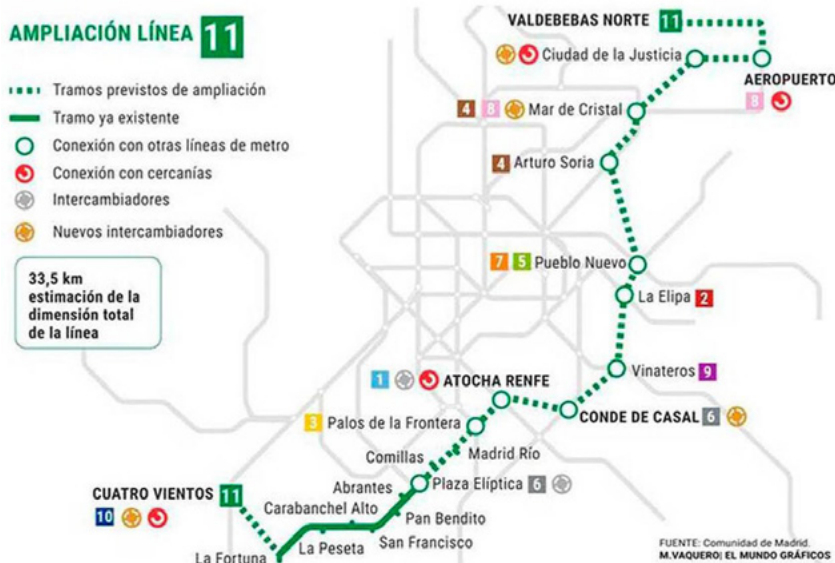 AMPLIACIÓN LÍNEA 11
Tramos previstos de ampliación
Tramo ya existente
Conexión con otras líneas de metro
Conexión con cercanías
Intercambiadores
Nuevos intercambiadores
33,5 km
estimación de la
dimensión total
de la línea
VALDEBEBAS NORTE 11
Ciudad de la Justicia
AEROPUERTO
8
4 8 Mar de Cristal
4 Arturo Soria
7 5 Pueblo Nuevo
La Elipa 2
Vinateros 9
1 ATOCHA RENFE
CONDE DE CASAL 6
3 Palos de la Frontera
Madrid Río
Comillas
Plaza Elíptica 6
Abrantes
Pan Bendito
Carabanchel Alto
San Francisco
La Peseta
CUATRO VIENTOS 11
10
La Fortuna
FUENTE: Comunidad de Madrid.
M.VAQUERO| EL MUNDO GRÁFICOS